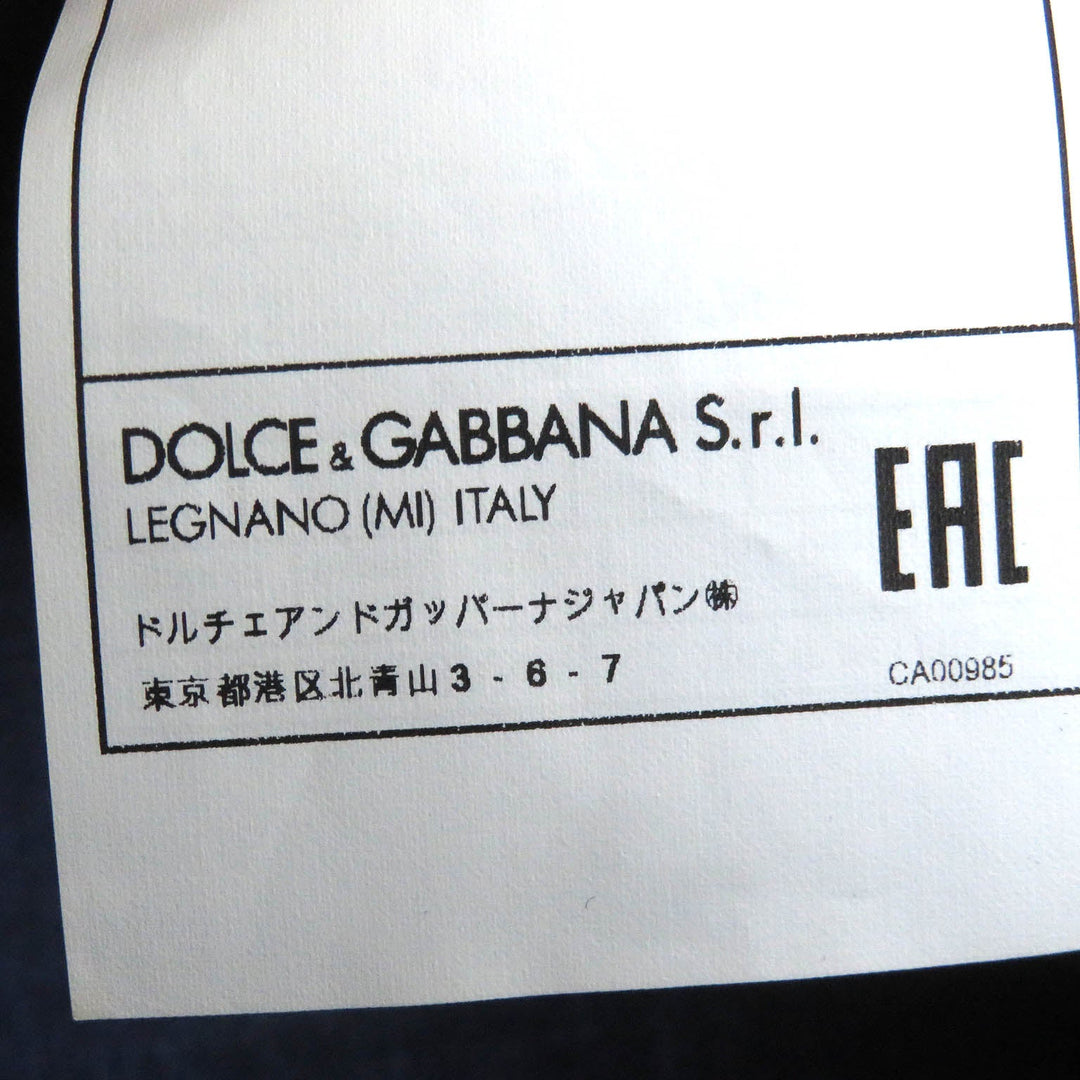 DOLCE & GABBANA S.r.l.
LEGNANO (MI) ITALY
EAC
ドルチェアンドガッバーナジャパン㈱
東京都港区北青山3-6-7
CA00985